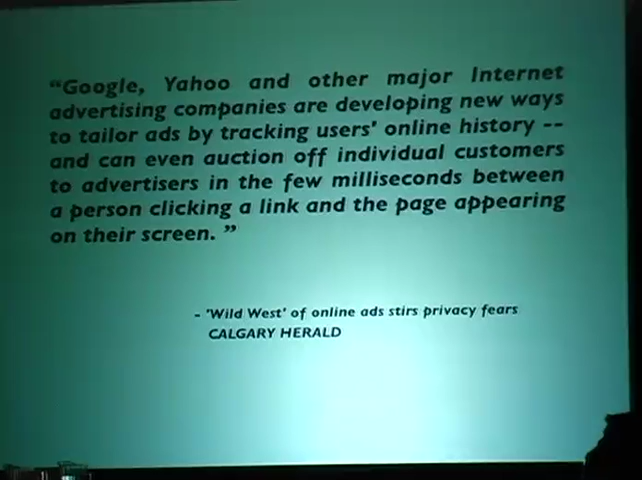 “Google, Yahoo and other major Internet
advertising companies are developing new ways
to tailor ads by tracking users' online history --
and can even auction off individual customers
to advertisers in the few milliseconds between
a person clicking a link and the page appearing
on their screen. ”
- 'Wild West' of online ads stirs privacy fears
CALGARY HERALD